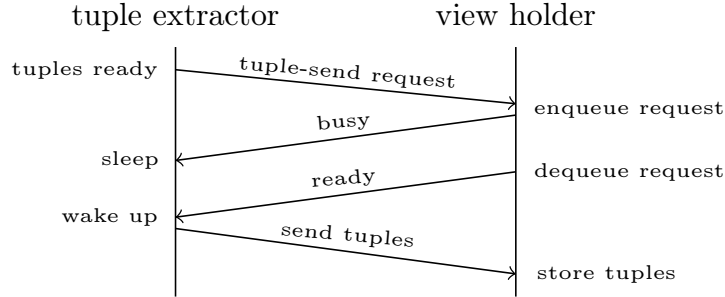 tuple extractor
view holder
tuples ready
tuple-send request
enqueue request
busy
sleep
ready
dequeue request
wake up
send tuples
store tuples